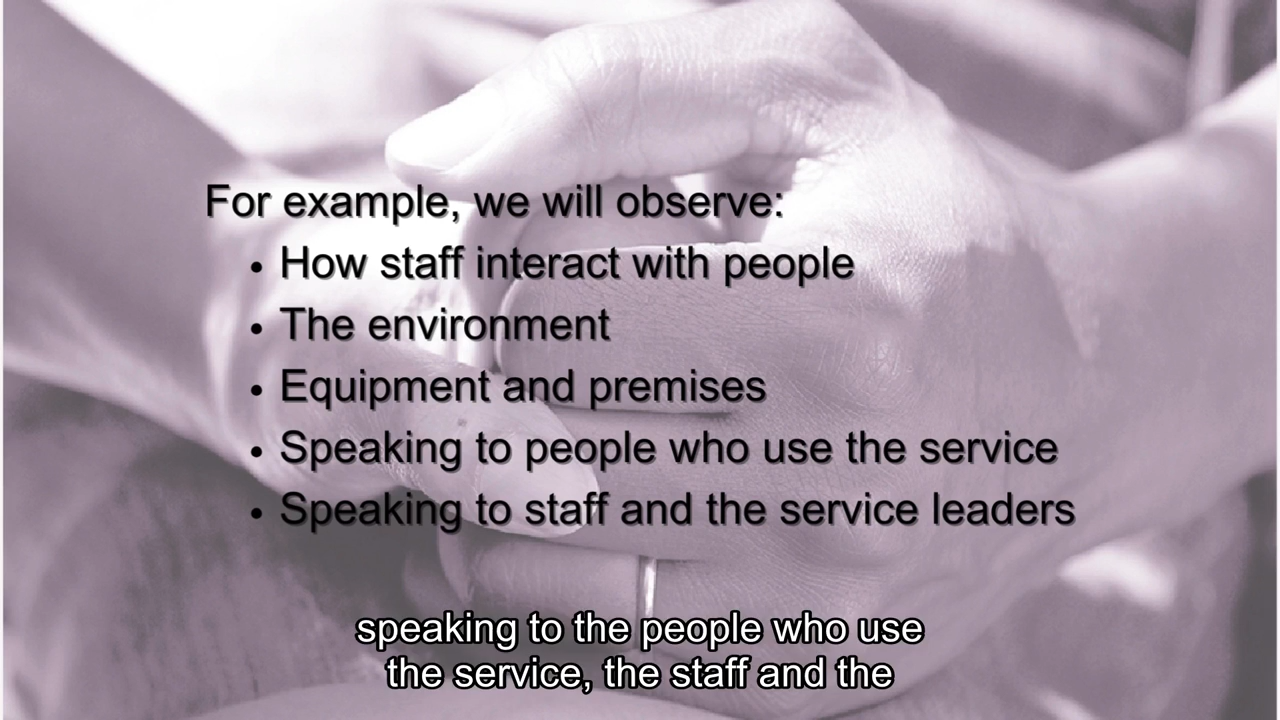 For example, we will observe:
• How staff interact with people
• The environment
• Equipment and premises
• Speaking to people who use the service
• Speaking to staff and the service leaders
speaking to the people who use
the service, the staff and the